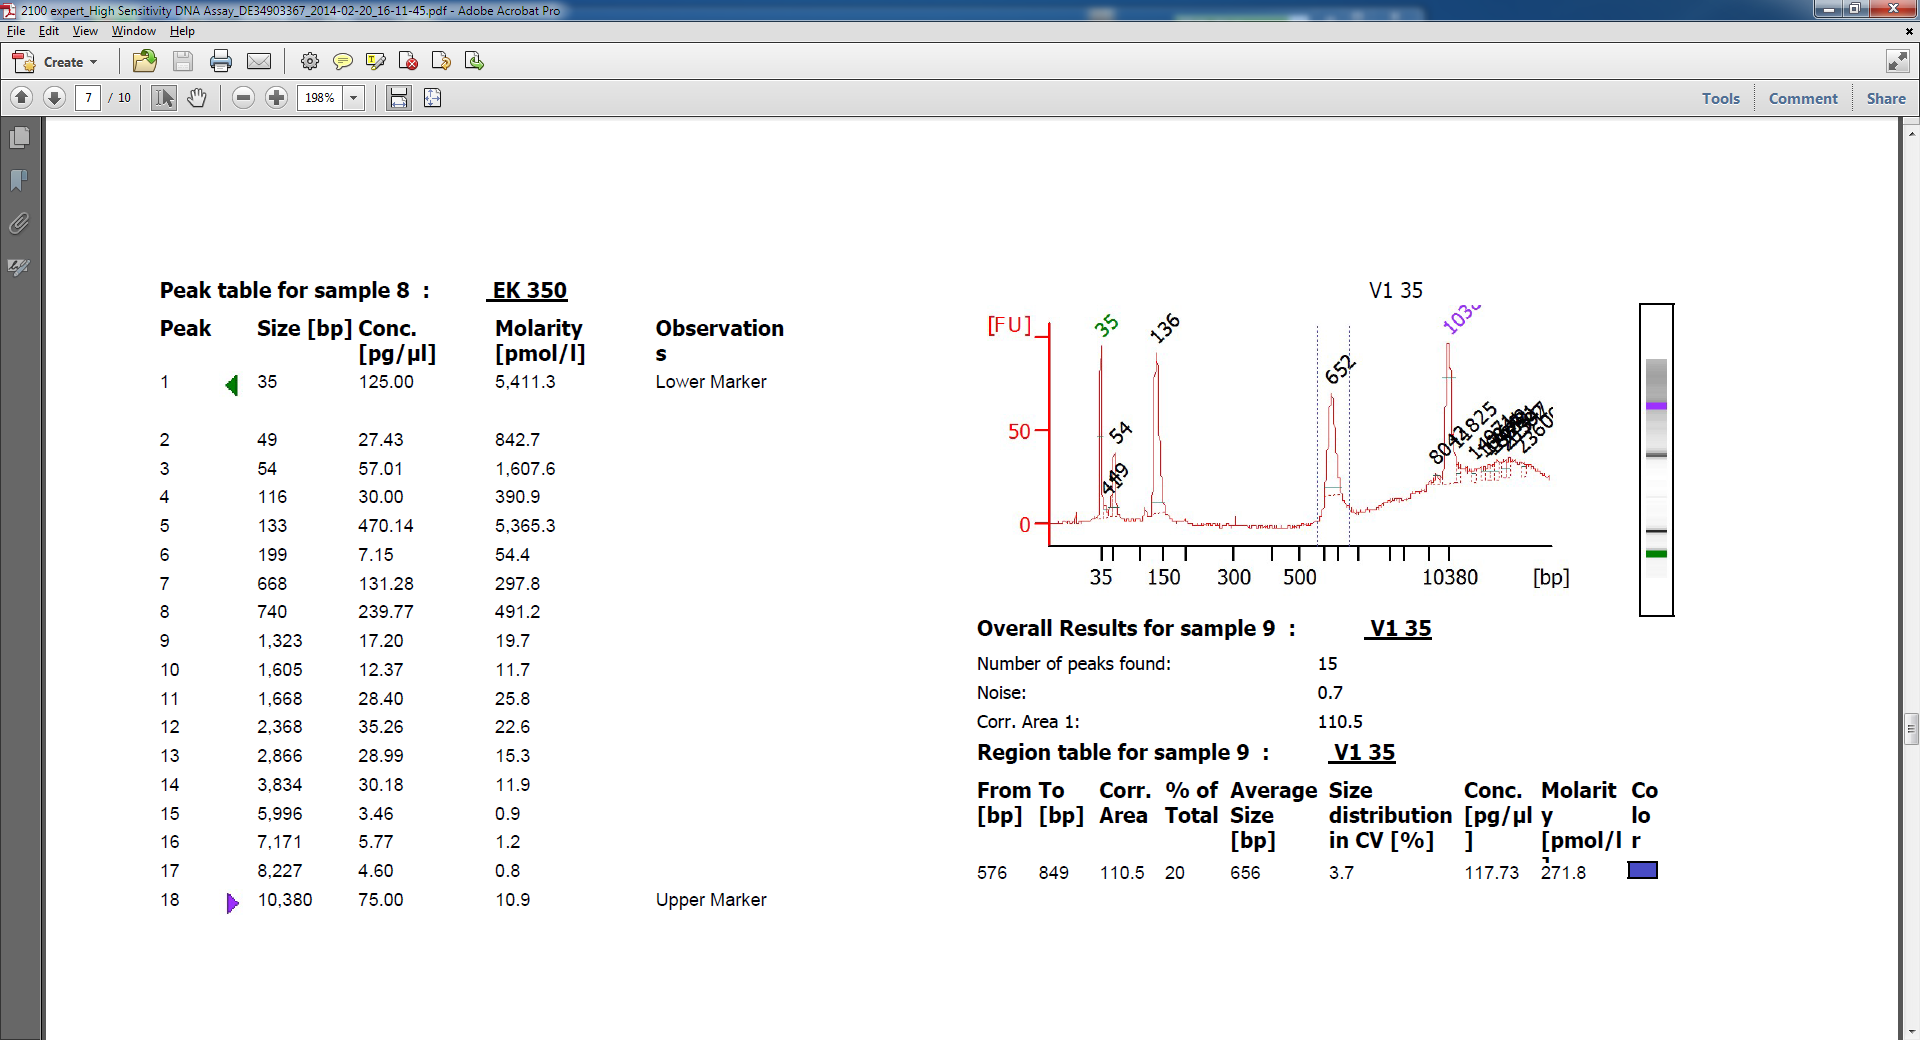 2100 expert_High Sensitivity DNA Assay_DE34903367_2014-02-20_16-11-45.pdf - Adobe Acrobat Pro
File Edit View Window Help
Create
7 / 10 198% Tools Comment Share
Peak table for sample 8 : EK 350
Peak Size [bp] Conc. [pg/µl] Molarity [pmol/l] Observations
1 35 125.00 5,411.3 Lower Marker
2 49 27.43 842.7
3 54 57.01 1,607.6
4 116 30.00 390.9
5 133 470.14 5,365.3
6 199 7.15 54.4
7 668 131.28 297.8
8 740 239.77 491.2
9 1,323 17.20 19.7
10 1,605 12.37 11.7
11 1,668 28.40 25.8
12 2,368 35.26 22.6
13 2,866 28.99 15.3
14 3,834 30.18 11.9
15 5,996 3.46 0.9
16 7,171 5.77 1.2
17 8,227 4.60 0.8
18 10,380 75.00 10.9 Upper Marker
V1 35
[FU]
50
0
35
54
49
136
652
8042
11825
35 150 300 500 10380 [bp]
Overall Results for sample 9 : V1 35
Number of peaks found: 15
Noise: 0.7
Corr. Area 1: 110.5
Region table for sample 9 : V1 35
From [bp] To [bp] Corr. Area % of Total Average Size [bp] Size distribution in CV [%] Conc. [pg/µl] Molarity [pmol/l] Color
576 849 110.5 20 656 3.7 117.73 271.8